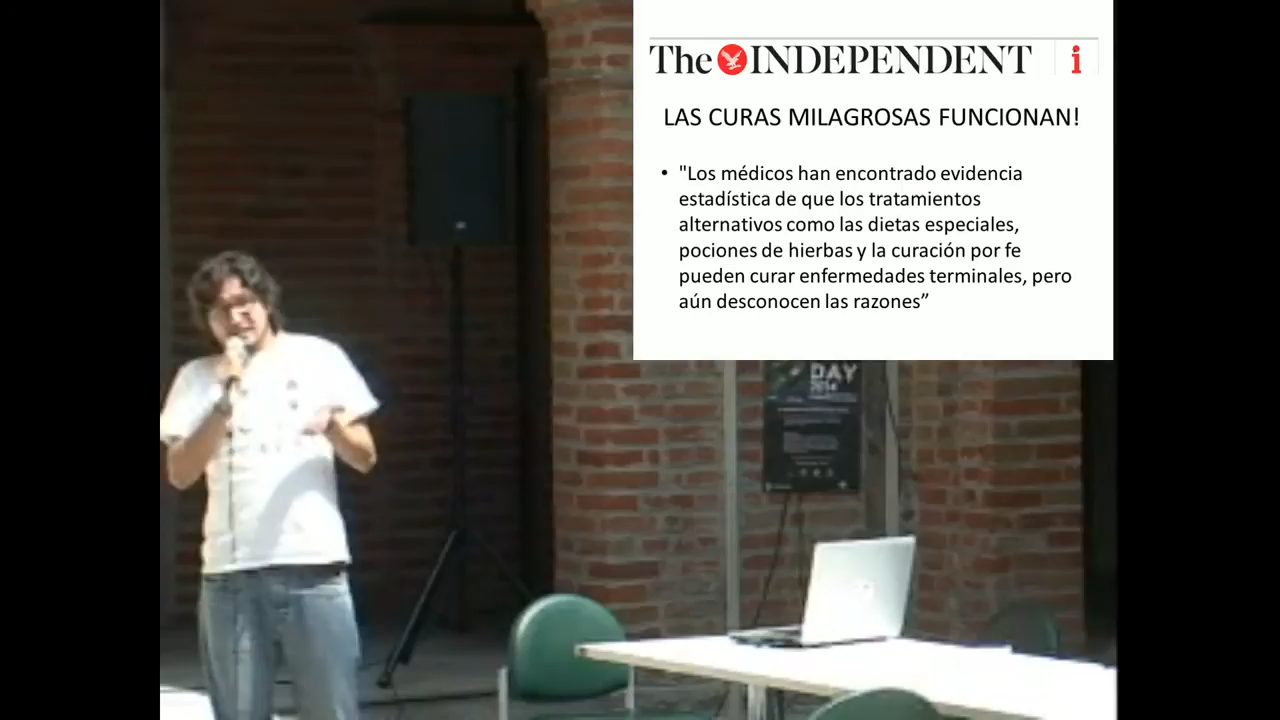 The INDEPENDENT i
LAS CURAS MILAGROSAS FUNCIONAN!
• "Los médicos han encontrado evidencia
estadística de que los tratamientos
alternativos como las dietas especiales,
pociones de hierbas y la curación por fe
pueden curar enfermedades terminales, pero
aún desconocen las razones”
DAY
2014